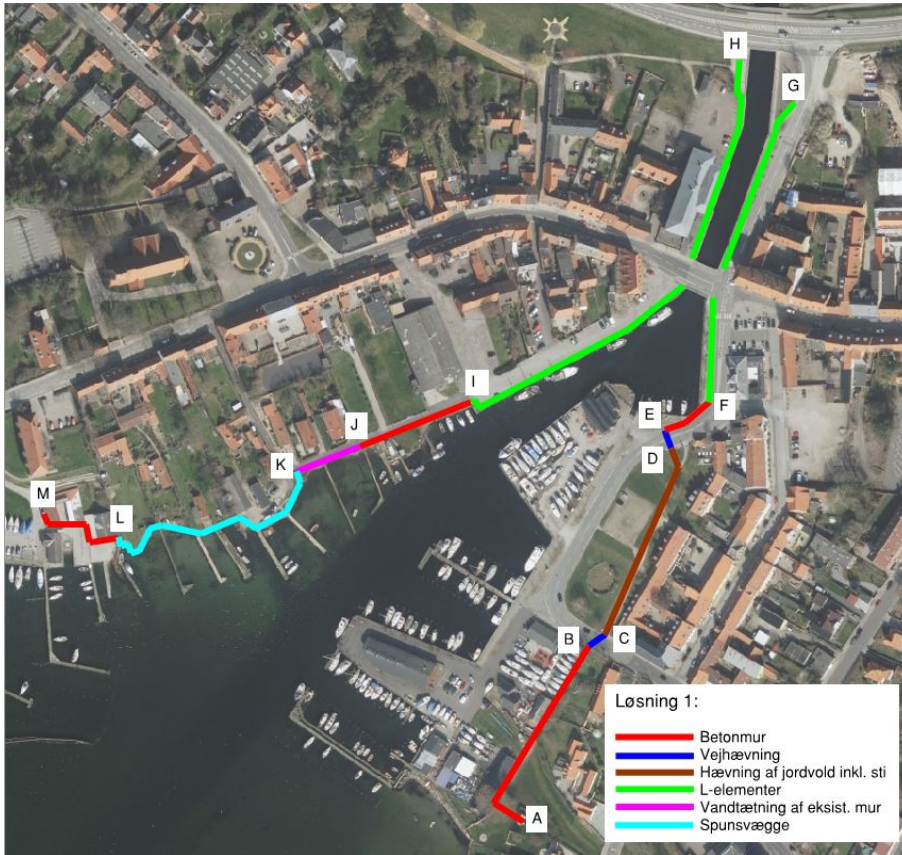 H
G
I
F
E
J
D
K
M
L
B
C
A
Løsning 1:
Betonmur
Vejhævning
Hævning af jordvold inkl. sti
L-elementer
Vandtætning af eksist. mur
Spunsvægge